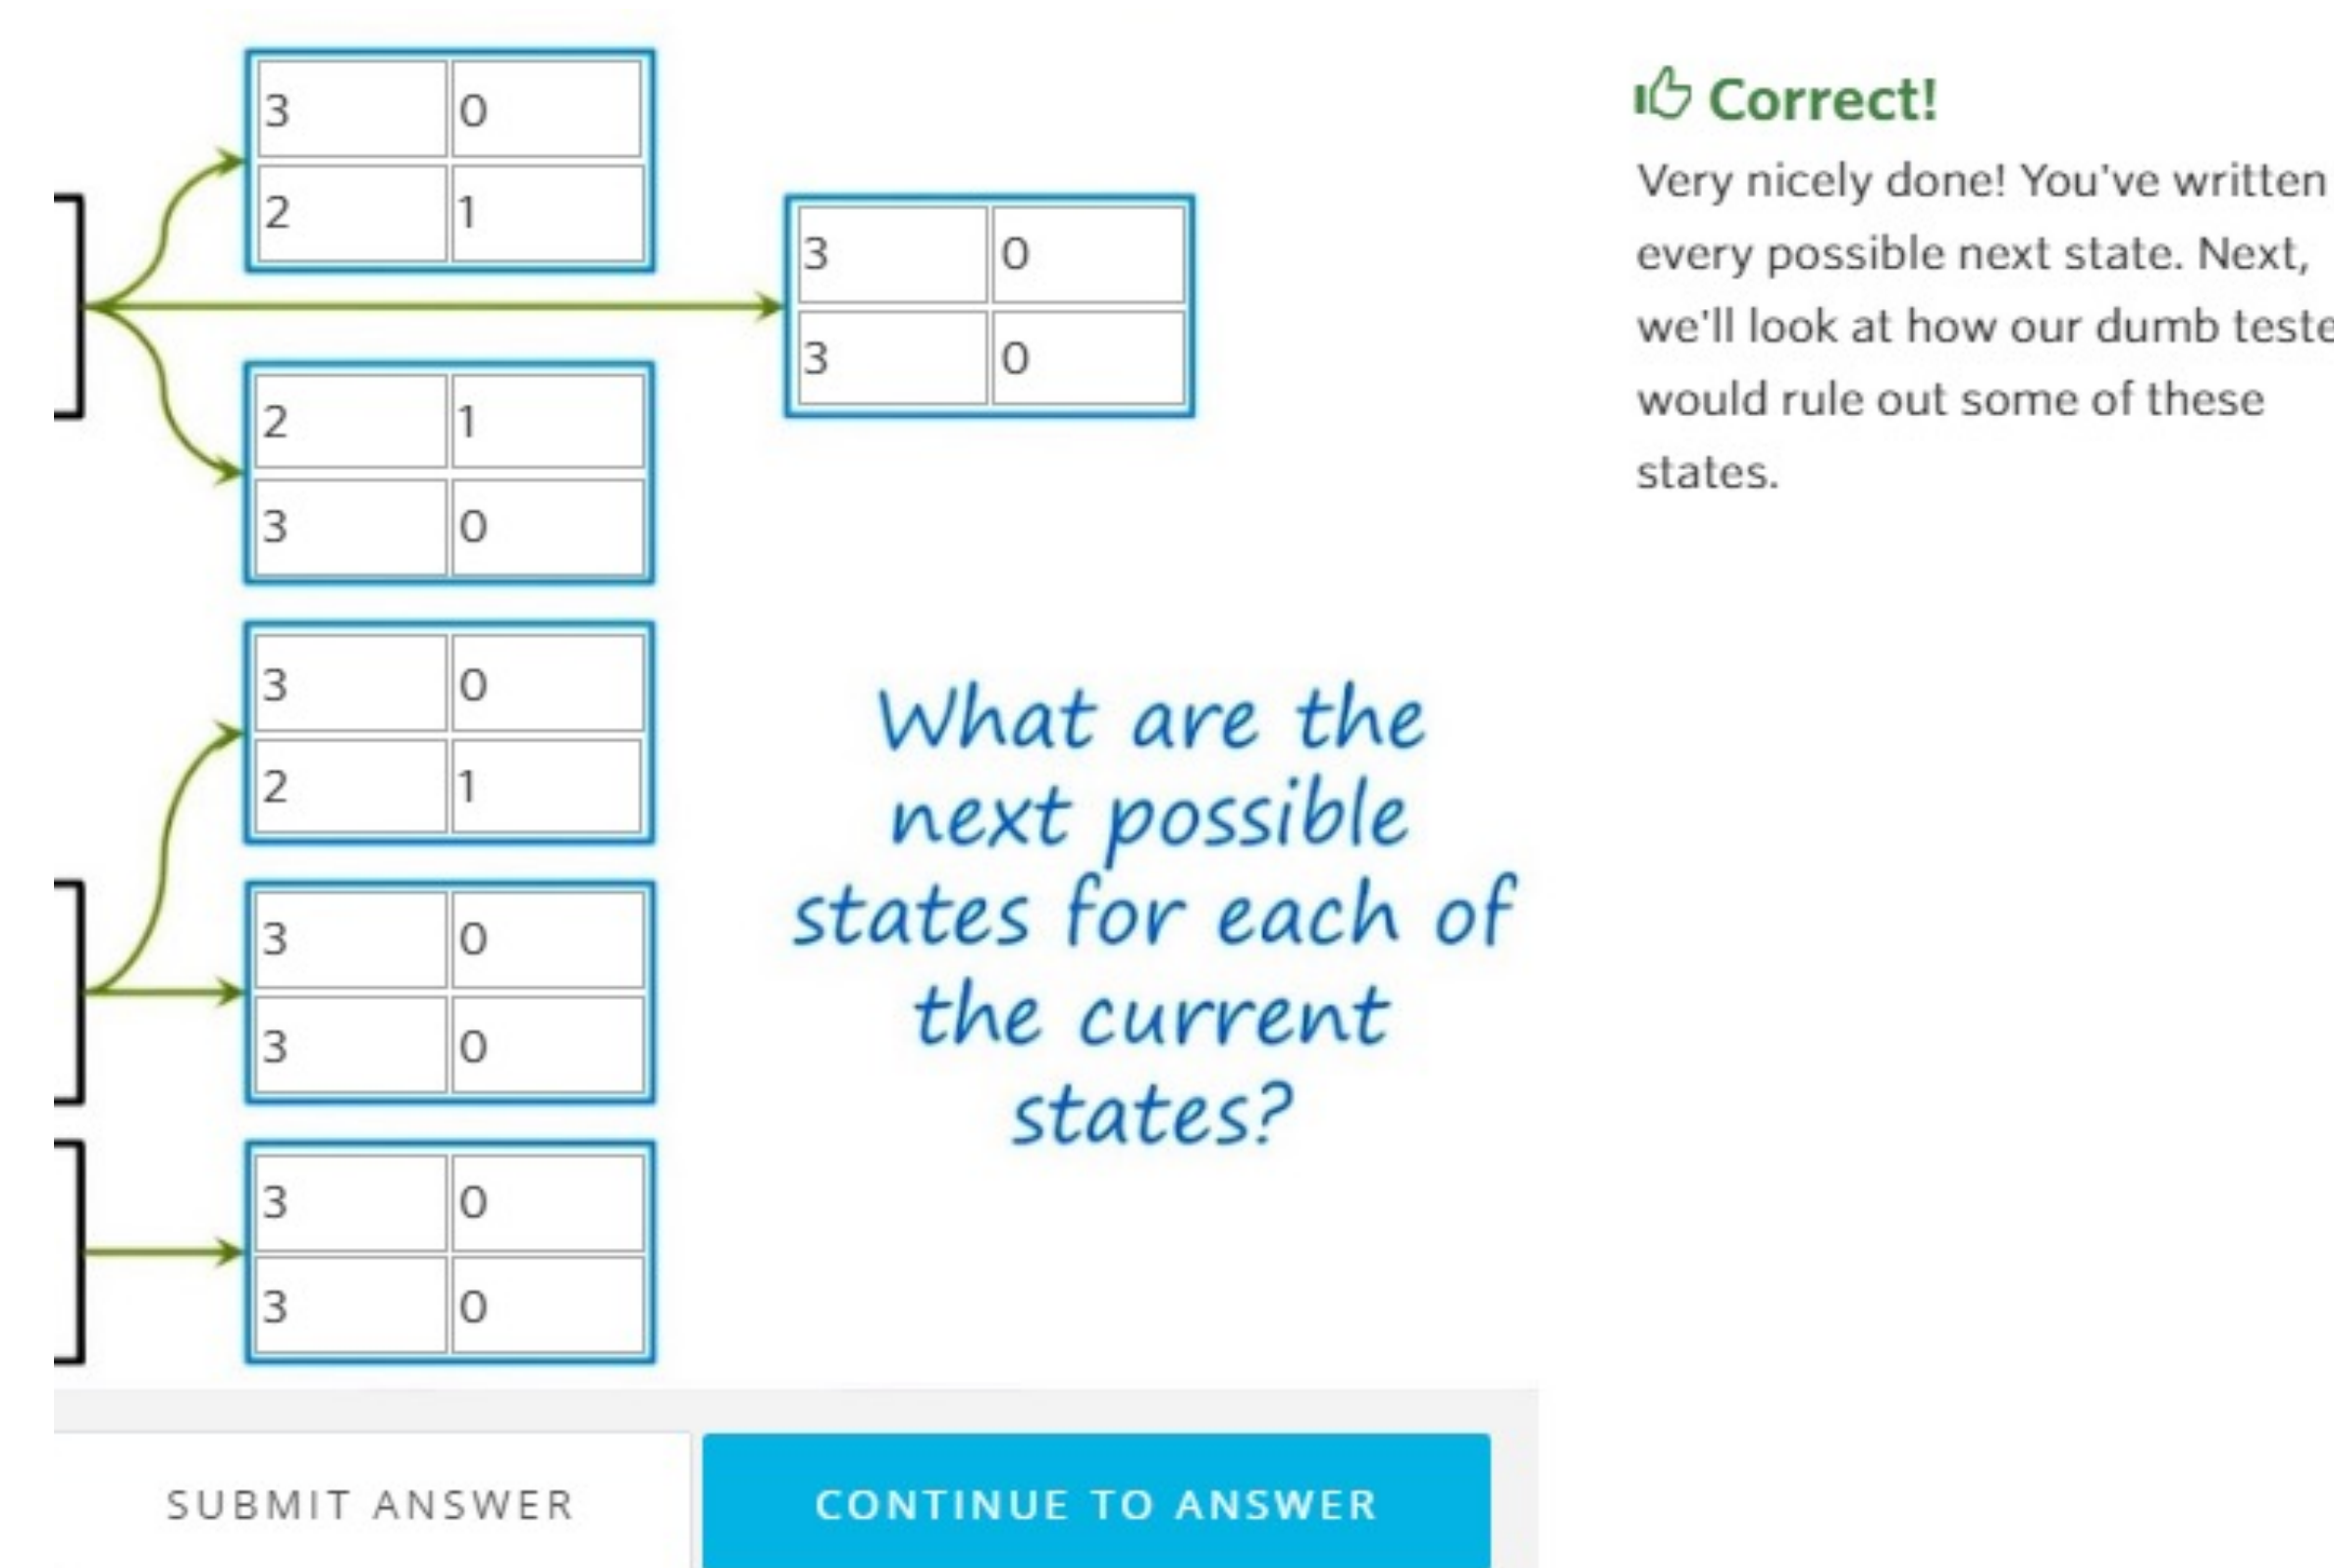 3 0
2 1
3 0
3 0
2 1
3 0
3 0
2 1
3 0
3 0
3 0
3 0
What are the
next possible
states for each of
the current
states?
SUBMIT ANSWER
CONTINUE TO ANSWER
Correct!
Very nicely done! You've written
every possible next state. Next,
we'll look at how our dumb teste
would rule out some of these
states.